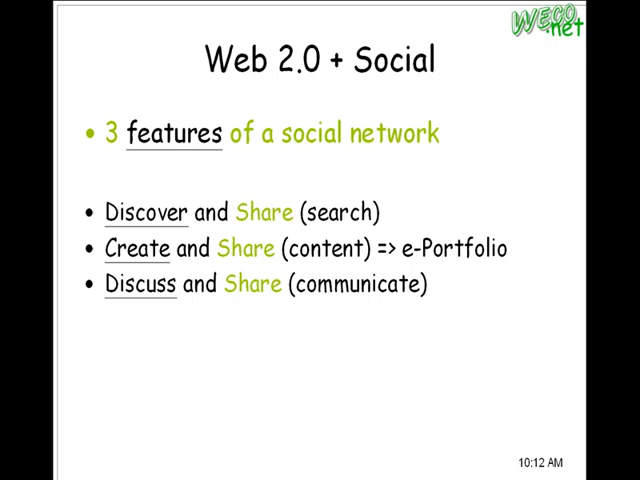 WECO
.net
Web 2.0 + Social
• 3 features of a social network
• Discover and Share (search)
• Create and Share (content) => e-Portfolio
• Discuss and Share (communicate)
10:12 AM